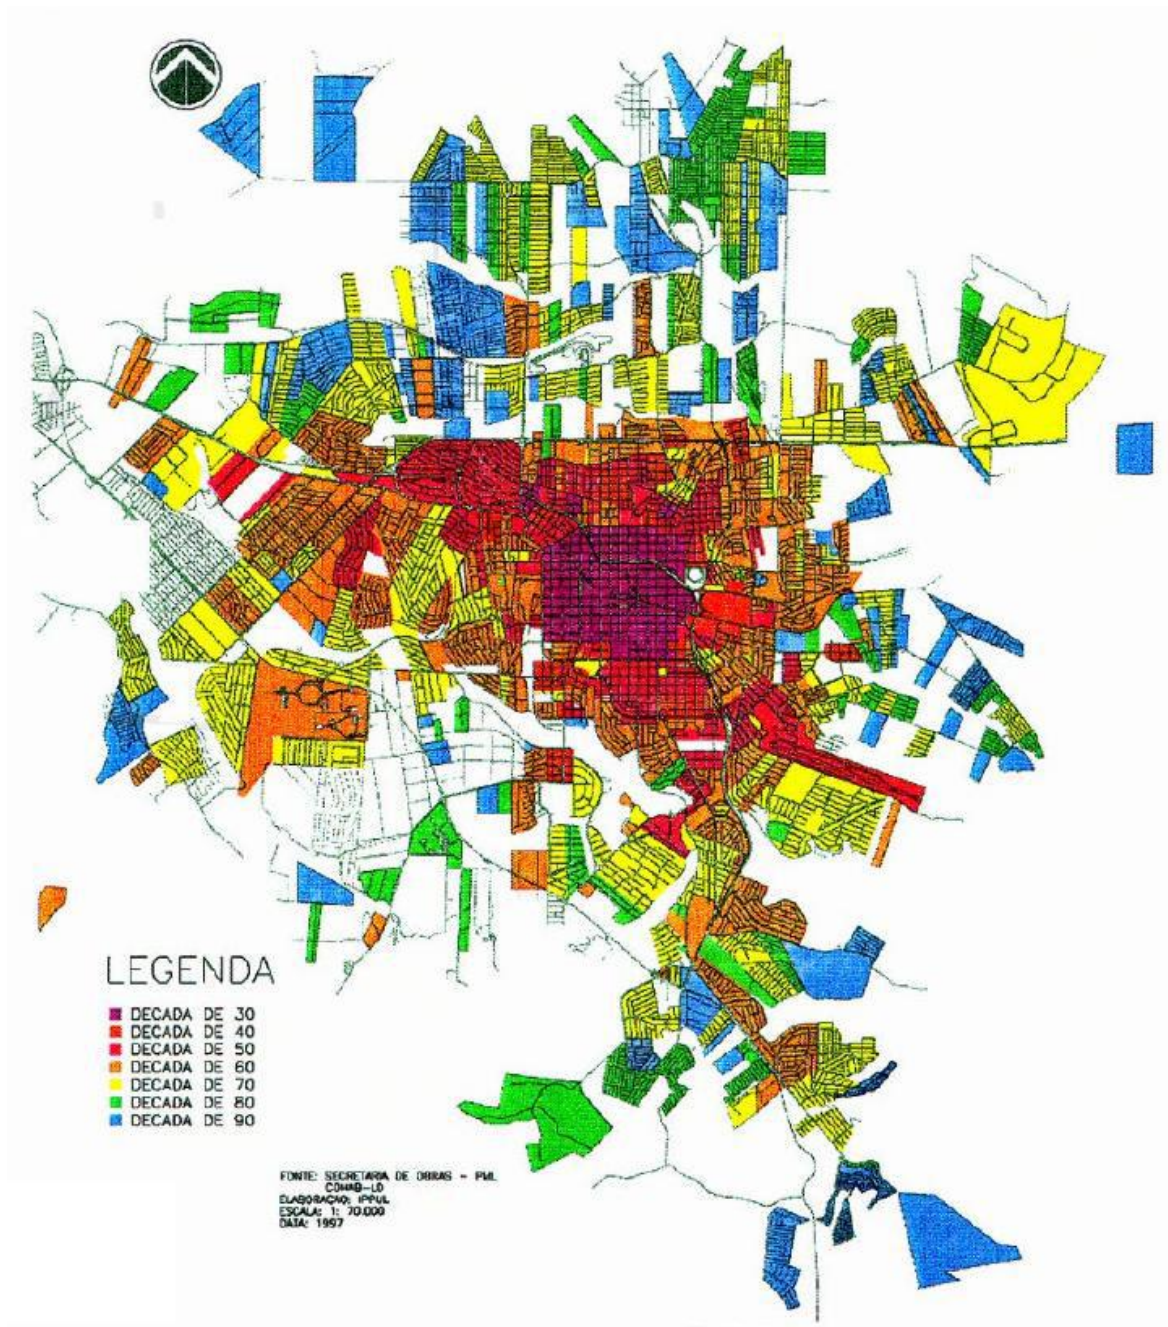 LEGENDA
DECADA DE 30
DECADA DE 40
DECADA DE 50
DECADA DE 60
DECADA DE 70
DECADA DE 80
DECADA DE 90
FONTE: SECRETARIA DE OBRAS - PML
COHAB-LD
ELABORAÇÃO: IPPUL
ESCALA: 1: 70.000
DATA: 1997